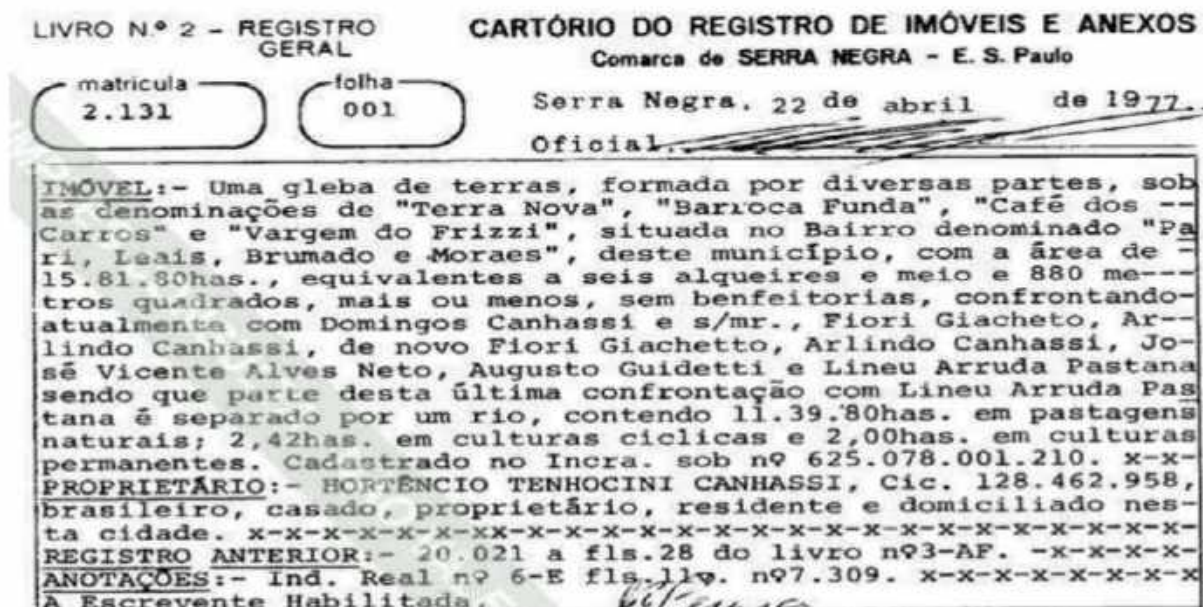 LIVRO N.º 2 – REGISTRO
GERAL
CARTÓRIO DO REGISTRO DE IMÓVEIS E ANEXOS
Comarca de SERRA NEGRA – E. S. Paulo
matricula
2.131
folha
001
Serra Negra. 22 de abril de 1977.
Oficial..
IMÓVEL:- Uma gleba de terras, formada por diversas partes, sob
as denominações de "Terra Nova", "Barroca Funda", "Café dos --
Carros" e "Vargem do Frizzi", situada no Bairro denominado "Pa
ri, Leais, Brumado e Moraes", deste município, com a área de -
15.81.80has., equivalentes a seis alqueires e meio e 880 me---
tros quadrados, mais ou menos, sem benfeitorias, confrontando-
atualmente com Domingos Canhassi e s/mr., Fiori Giacheto, Ar--
lindo Canhassi, de novo Fiori Giachetto, Arlindo Canhassi, Jo-
sé Vicente Alves Neto, Augusto Guidetti e Lineu Arruda Pastana
sendo que parte desta última confrontação com Lineu Arruda Pas
tana é separado por um rio, contendo 11.39.80has. em pastagens
naturais; 2,42has. em culturas ciclicas e 2,00has. em culturas
permanentes. Cadastrado no Incra. sob nº 625.078.001.210. x-x-
PROPRIETÁRIO:- HORTÊNCIO TENHOCINI CANHASSI, Cic. 128.462.958,
brasileiro, casado, proprietário, residente e domiciliado nes-
ta cidade. x-x-x-x-x-xx-x-x-x-x-x-x-x-x-x-x-x-x-x-x-x-x-x-x-x-
REGISTRO ANTERIOR:- 20.021 a fls.28 do livro nº3-AF. -x-x-x-x-
ANOTAÇÕES:- Ind. Real nº 6-E fls.11v. nº7.309. x-x-x-x-x-x-x-x
A Escrevente Habilitada,